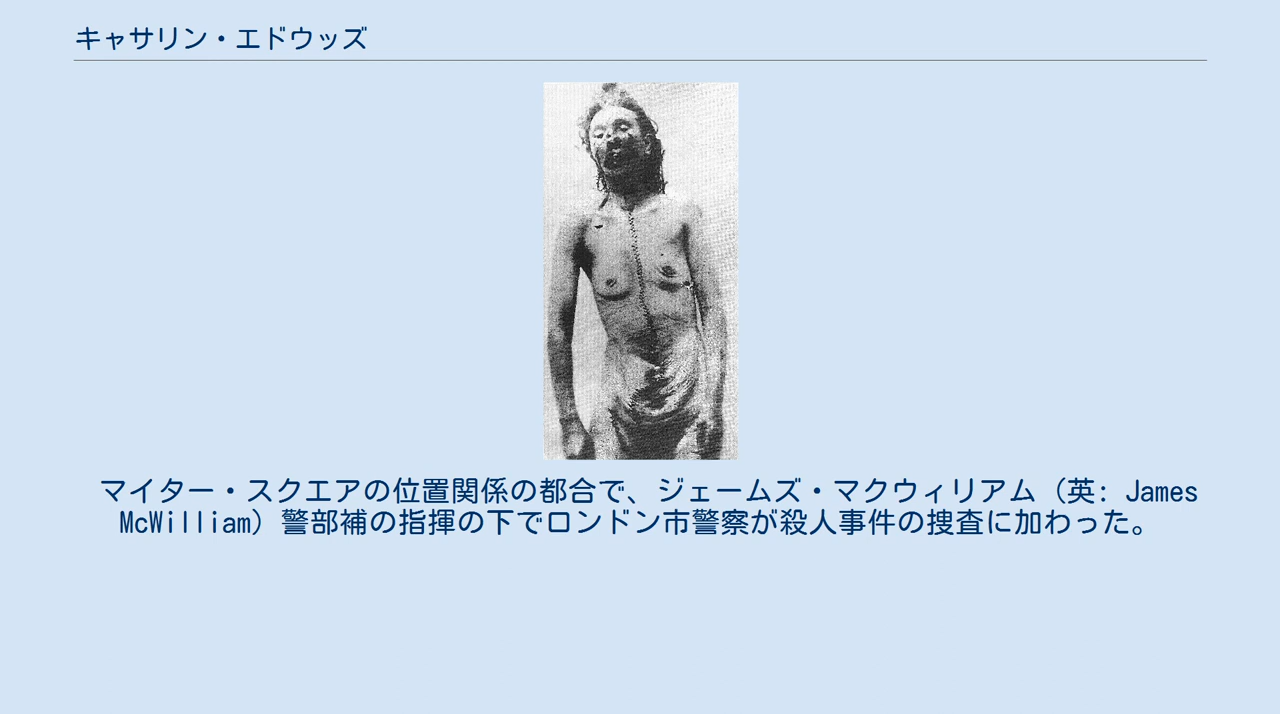 キャサリン・エドウッズ
マイター・スクエアの位置関係の都合で、ジェームズ・マクウィリアム（英: James
McWilliam）警部補の指揮の下でロンドン市警察が殺人事件の捜査に加わった。